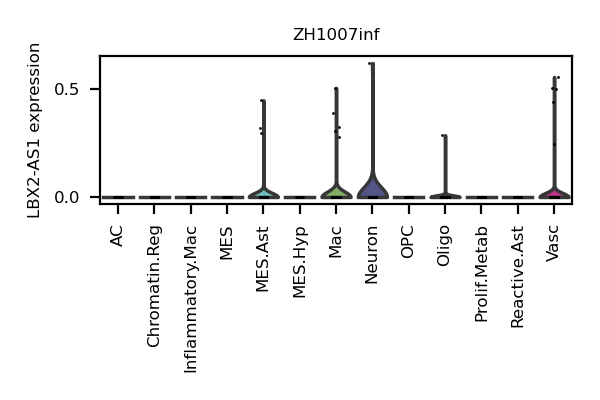 ZH1007inf
LBX2-AS1 expression
0.5
0.0
AC
Chromatin.Reg
Inflammatory.Mac
MES
MES.Ast
MES.Hyp
Mac
Neuron
OPC
Oligo
Prolif.Metab
Reactive.Ast
Vasc